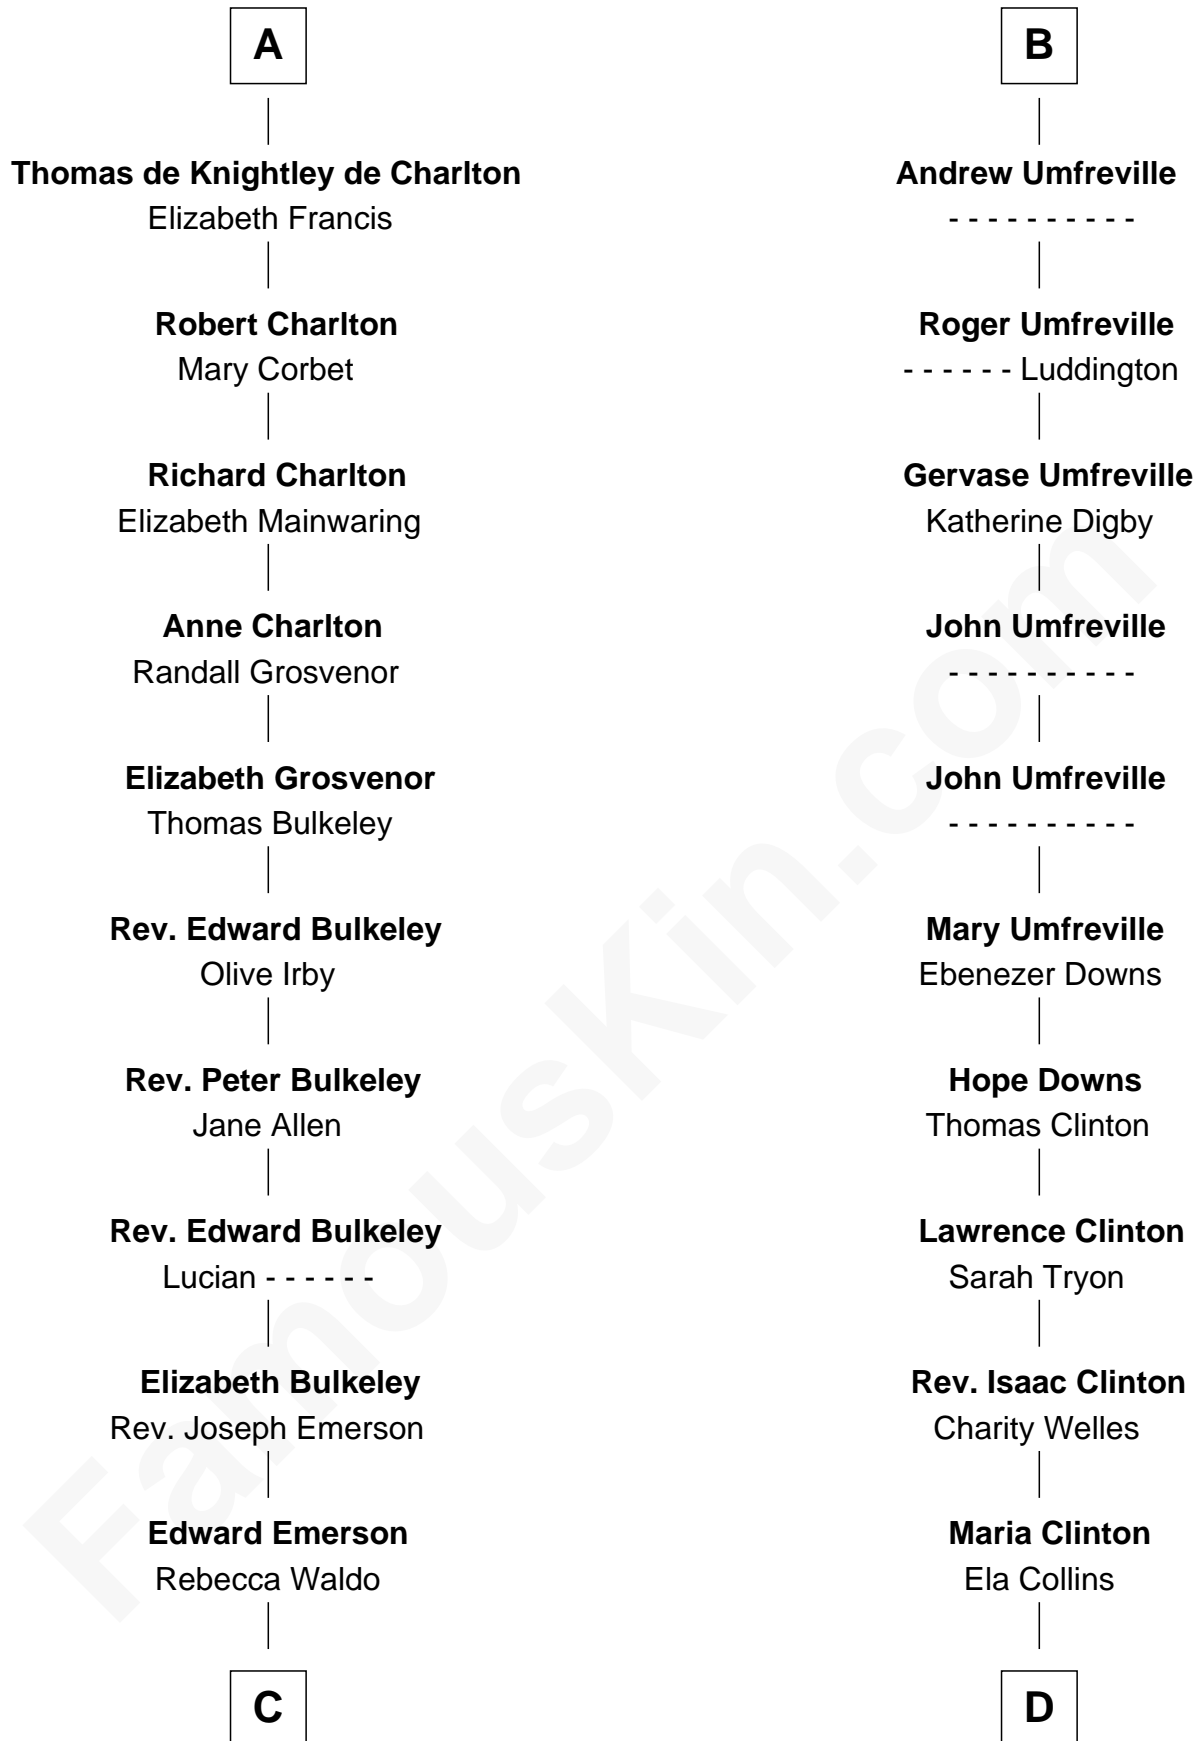 A
Thomas de Knightley de Charlton
Elizabeth Francis
Robert Charlton
Mary Corbet
Richard Charlton
Elizabeth Mainwaring
Anne Charlton
Randall Grosvenor
Elizabeth Grosvenor
Thomas Bulkeley
Rev. Edward Bulkeley
Olive Irby
Rev. Peter Bulkeley
Jane Allen
Rev. Edward Bulkeley
Lucian - - - - - -
Elizabeth Bulkeley
Rev. Joseph Emerson
Edward Emerson
Rebecca Waldo
C
B
Andrew Umfreville
- - - - - - - - - -
Roger Umfreville
- - - - - - Luddington
Gervase Umfreville
Katherine Digby
John Umfreville
- - - - - - - - - -
John Umfreville
- - - - - - - - - -
Mary Umfreville
Ebenezer Downs
Hope Downs
Thomas Clinton
Lawrence Clinton
Sarah Tryon
Rev. Isaac Clinton
Charity Welles
Maria Clinton
Ela Collins
D
FamousKin.com